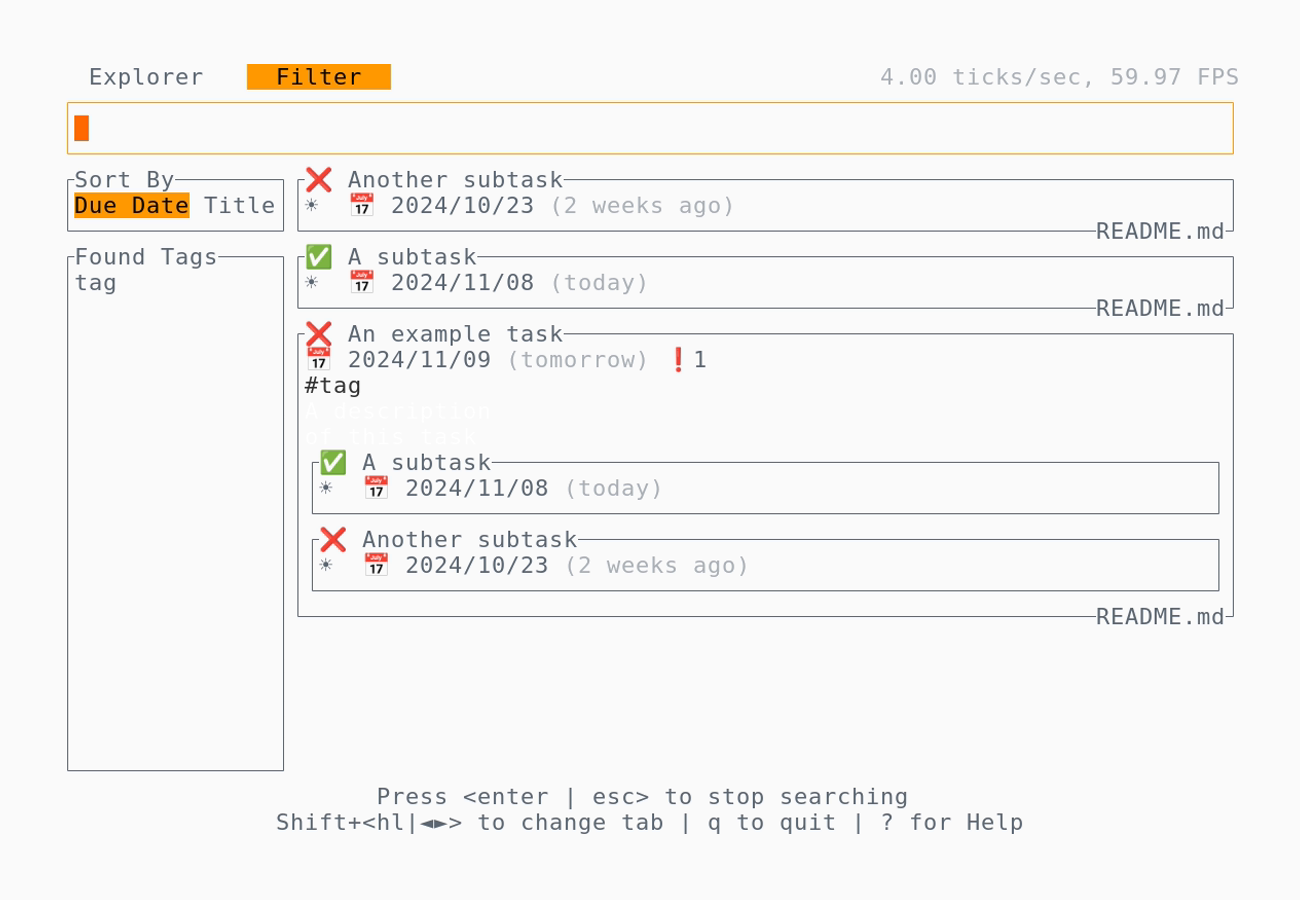 Explorer Filter 4.00 ticks/sec, 59.97 FPS
Sort By
Due Date Title
Found Tags
tag
❌ Another subtask
☀ 📅 2024/10/23 (2 weeks ago)
README.md
✅ A subtask
☀ 📅 2024/11/08 (today)
README.md
❌ An example task
📅 2024/11/09 (tomorrow) ❗1
#tag
A description
of this task
✅ A subtask
☀ 📅 2024/11/08 (today)
❌ Another subtask
☀ 📅 2024/10/23 (2 weeks ago)
README.md
Press <enter | esc> to stop searching
Shift+<hl|◄►> to change tab | q to quit | ? for Help